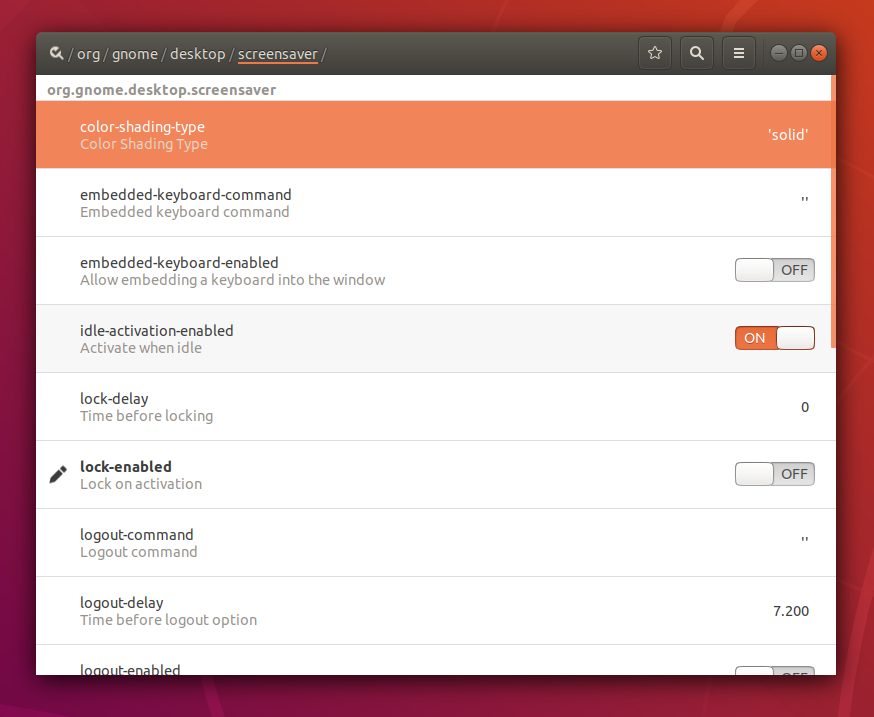 / org / gnome / desktop / screensaver /
org.gnome.desktop.screensaver
color-shading-type
Color Shading Type
'solid'
embedded-keyboard-command
Embedded keyboard command
''
embedded-keyboard-enabled
Allow embedding a keyboard into the window
OFF
idle-activation-enabled
Activate when idle
ON
lock-delay
Time before locking
0
lock-enabled
Lock on activation
OFF
logout-command
Logout command
''
logout-delay
Time before logout option
7.200
logout-enabled
OFF